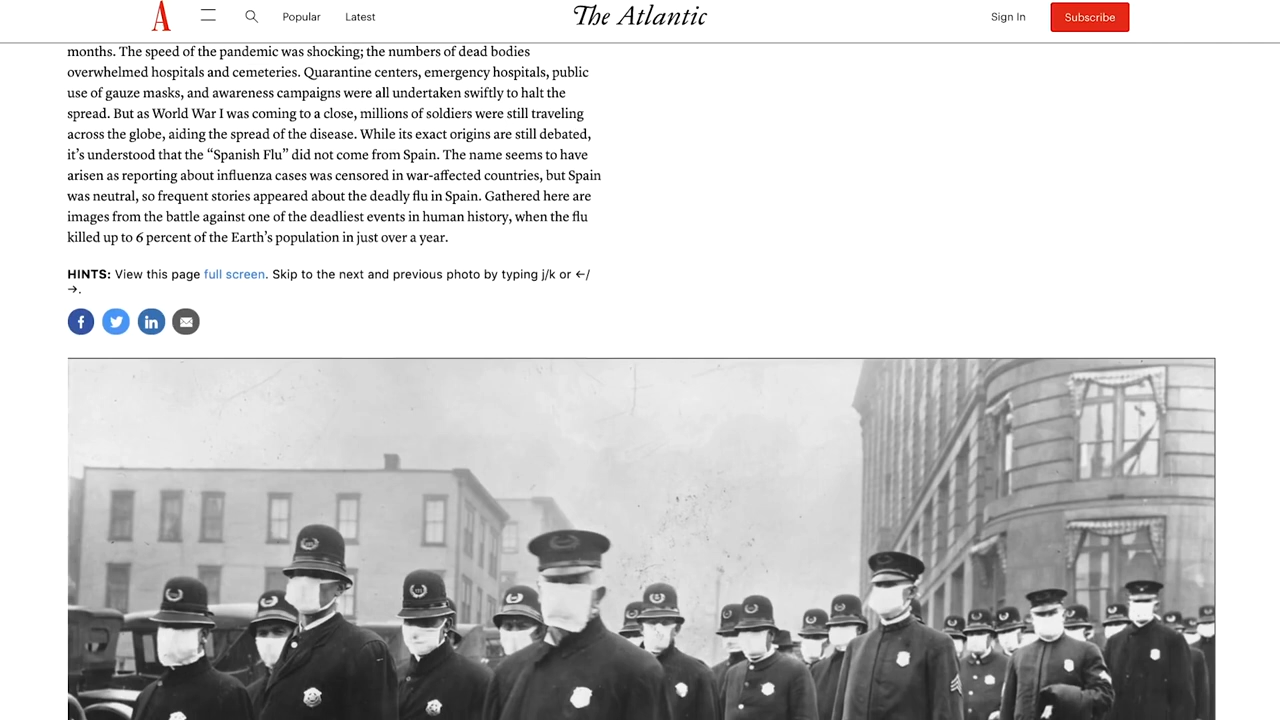 A Popular Latest The Atlantic Sign In Subscribe
months. The speed of the pandemic was shocking; the numbers of dead bodies
overwhelmed hospitals and cemeteries. Quarantine centers, emergency hospitals, public
use of gauze masks, and awareness campaigns were all undertaken swiftly to halt the
spread. But as World War I was coming to a close, millions of soldiers were still traveling
across the globe, aiding the spread of the disease. While its exact origins are still debated,
it’s understood that the “Spanish Flu” did not come from Spain. The name seems to have
arisen as reporting about influenza cases was censored in war-affected countries, but Spain
was neutral, so frequent stories appeared about the deadly flu in Spain. Gathered here are
images from the battle against one of the deadliest events in human history, when the flu
killed up to 6 percent of the Earth’s population in just over a year.
HINTS: View this page full screen. Skip to the next and previous photo by typing j/k or ←/
→.
f in